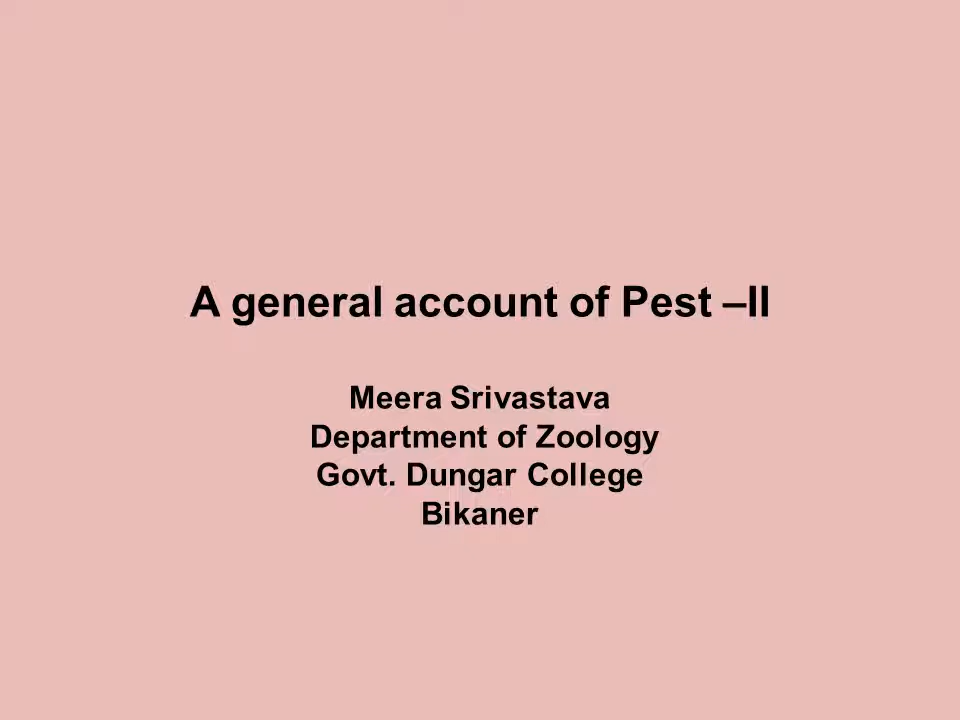 A general account of Pest –II
Meera Srivastava
Department of Zoology
Govt. Dungar College
Bikaner